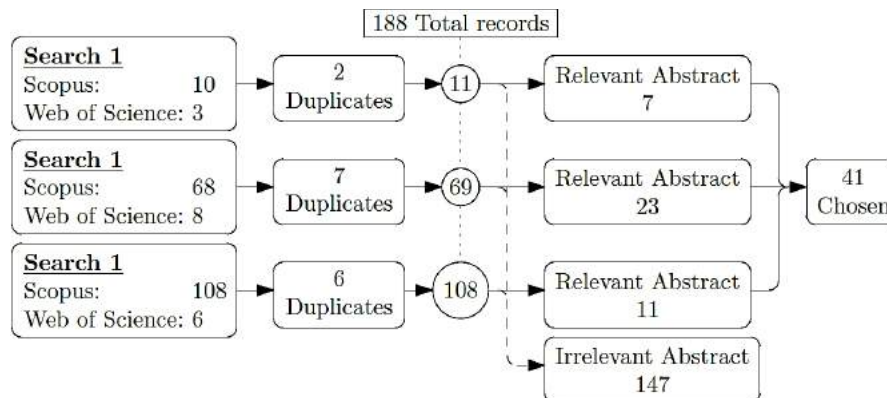 188 Total records
Search 1
Scopus: 10
Web of Science: 3
2
Duplicates
11
Relevant Abstract
7
Search 1
Scopus: 68
Web of Science: 8
7
Duplicates
69
Relevant Abstract
23
41
Chosen
Search 1
Scopus: 108
Web of Science: 6
6
Duplicates
108
Relevant Abstract
11
Irrelevant Abstract
147